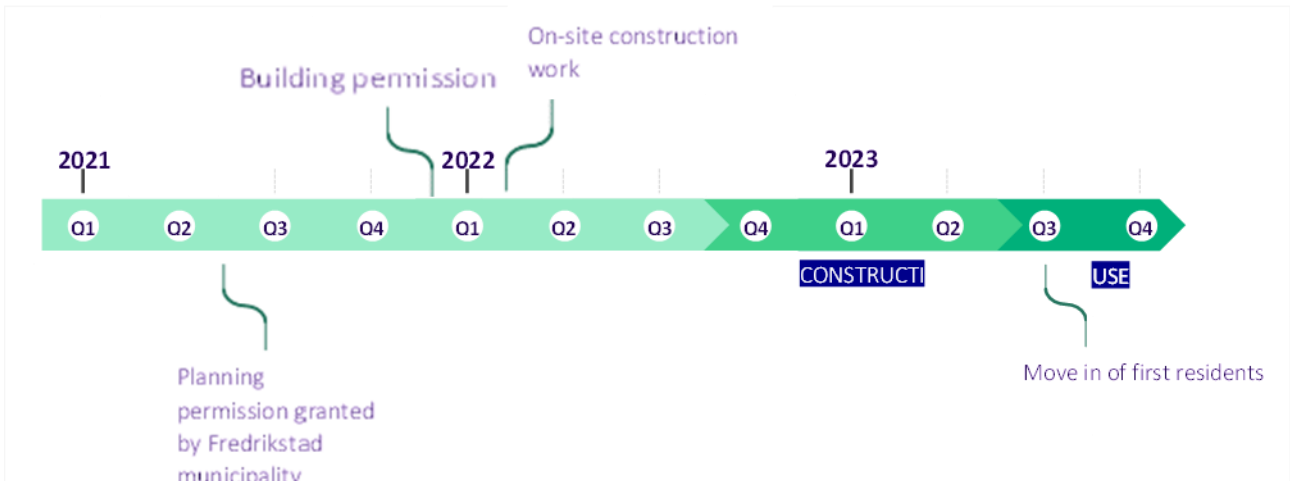 On-site construction
work
Building permission
2021
2022
2023
Q1 Q2 Q3 Q4 Q1 Q2 Q3 Q4 Q1 Q2 Q3 Q4
CONSTRUCTI
USE
Planning
permission granted
by Fredrikstad
municipality
Move in of first residents